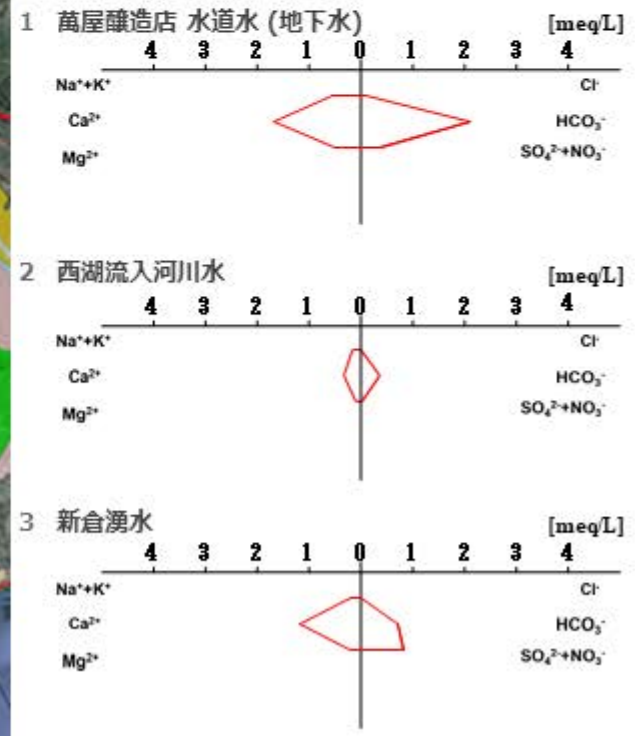 1 萬屋醸造店 水道水 (地下水)
[meq/L]
4 3 2 1 0 1 2 3 4
Na⁺+K⁺ Cl⁻
Ca²⁺ HCO₃⁻
Mg²⁺ SO₄²⁻+NO₃⁻
2 西湖流入河川水
[meq/L]
4 3 2 1 0 1 2 3 4
Na⁺+K⁺ Cl⁻
Ca²⁺ HCO₃⁻
Mg²⁺ SO₄²⁻+NO₃⁻
3 新倉湧水
[meq/L]
4 3 2 1 0 1 2 3 4
Na⁺+K⁺ Cl⁻
Ca²⁺ HCO₃⁻
Mg²⁺ SO₄²⁻+NO₃⁻